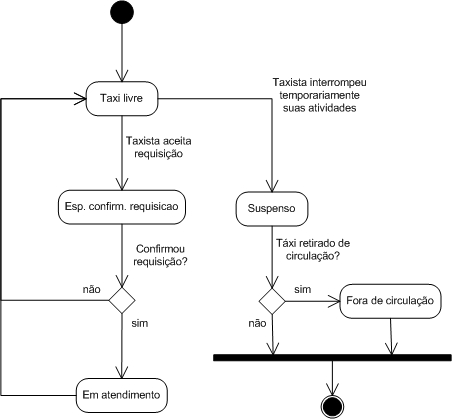 Taxi livre
Taxista interrompeu
temporariamente
suas atividades
Taxista aceita
requisição
Esp. confirm. requisicao
Suspenso
Confirmou
requisição?
Táxi retirado de
circulação?
não
sim
sim
Fora de circulação
não
Em atendimento